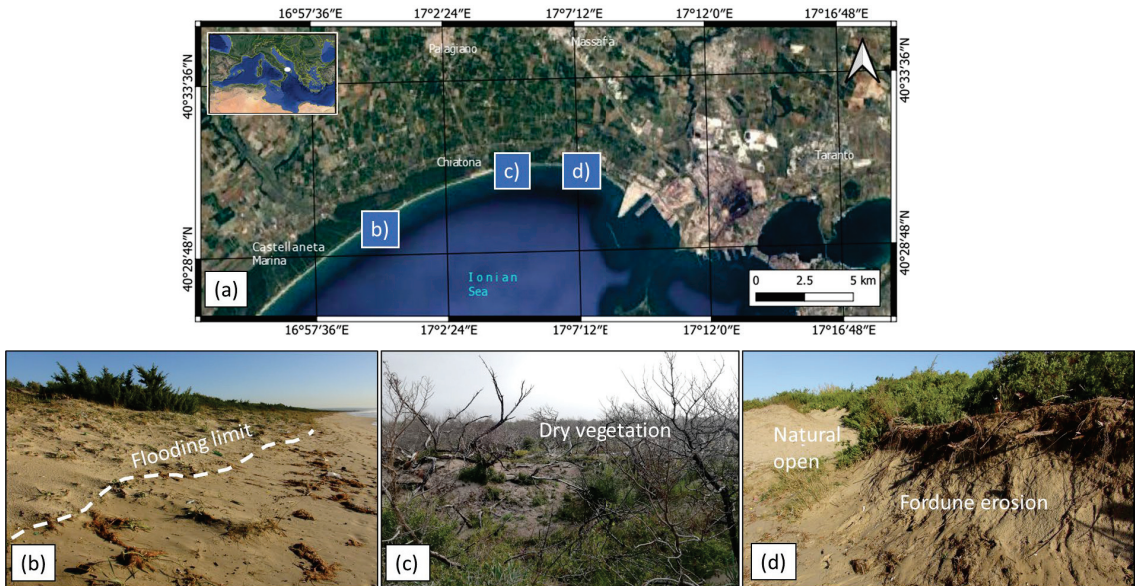 16°57′36″E 17°2′24″E 17°7′12″E 17°12′00″E 17°16′48″E
40°33′36″N 40°33′36″N
Palagiano Massafra
Chiatona c) d) Taranto
b)
Castellaneta
Marina
40°28′48″N 40°28′48″N
Ionian
Sea
(a)
0 2.5 5 km
16°57′36″E 17°2′24″E 17°7′12″E 17°12′00″E 17°16′48″E
Flooding limit
(b)
Dry vegetation
(c)
Natural
open
Fordune erosion
(d)